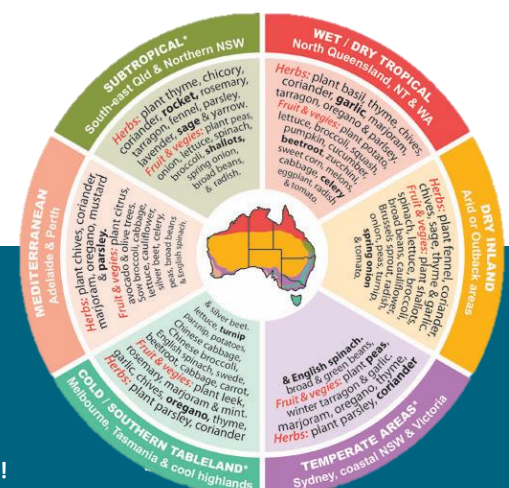 SUBTROPICAL*
South-east Qld & Northern NSW
Herbs: plant thyme, chicory,
coriander, rocket, rosemary,
tarragon, fennel, parsley,
lavender, sage & yarrow.
Fruit & vegies: plant peas,
onion, lettuce, spinach,
broccoli, shallots,
spring onion,
broad beans,
& radish.
WET / DRY TROPICAL
North Queensland, NT & WA
Herbs: plant basil, thyme, chives,
coriander, garlic, marjoram,
tarragon, oregano & parsley.
Fruit & vegies: plant potato,
lettuce, broccoli, squash,
pumpkin, cucumber,
beetroot, zucchini,
sweet corn, melons,
cabbage, celery
eggplant, radish
& tomato.
DRY INLAND
Arid or Outback areas
Herbs: plant fennel, coriander,
chives, sage, thyme & garlic.
Fruit & vegies: plant shallots,
spinach, lettuce, broccoli,
broad beans, cauliflower,
Brussels sprout, radish,
onion, peas, turnip,
spring onion
& tomato.
TEMPERATE AREAS*
Sydney, coastal NSW & Victoria
Herbs: plant parsley, coriander
marjoram, oregano, thyme,
winter tarragon & garlic.
Fruit & vegies: plant peas,
broad & green beans,
& English spinach.
COLD / SOUTHERN TABLELAND*
Melbourne, Tasmania & cool highlands
Herbs: plant parsley, coriander
garlic, chives, oregano, thyme,
rosemary, marjoram & mint.
Fruit & vegies: plant leek,
beetroot, cabbage, carrot,
English spinach, swede,
Chinese broccoli,
Chinese cabbage,
parsnip, potatoes,
lettuce, turnip
& silver beet.
MEDITERRANEAN
Adelaide & Perth
Herbs: plant chives, coriander,
marjoram, oregano, mustard
& parsley.
Fruit & vegies: plant citrus,
avocado & olive trees.
Sow broccoli, cabbage,
lettuce, cauliflower,
silver beet, celery,
peas, broad beans
& English spinach.
!